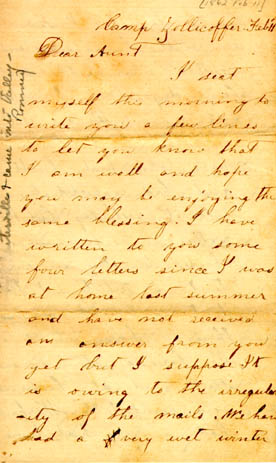 [1862 Feb 11]
Camp Zollicoffer Feb 11
Dear Aunt
I seat
myself this morning to
write you a few lines
to let you know that
I am well and hope
you may be enjoying the
same blessing. I have
written to you some
four letters since I was
at home last summer
and have not received
an answer from you
yet but I suppose It
is owing to the irregular
-ity of the mails. We have
had a very wet winter
& came into Valley -
Romney